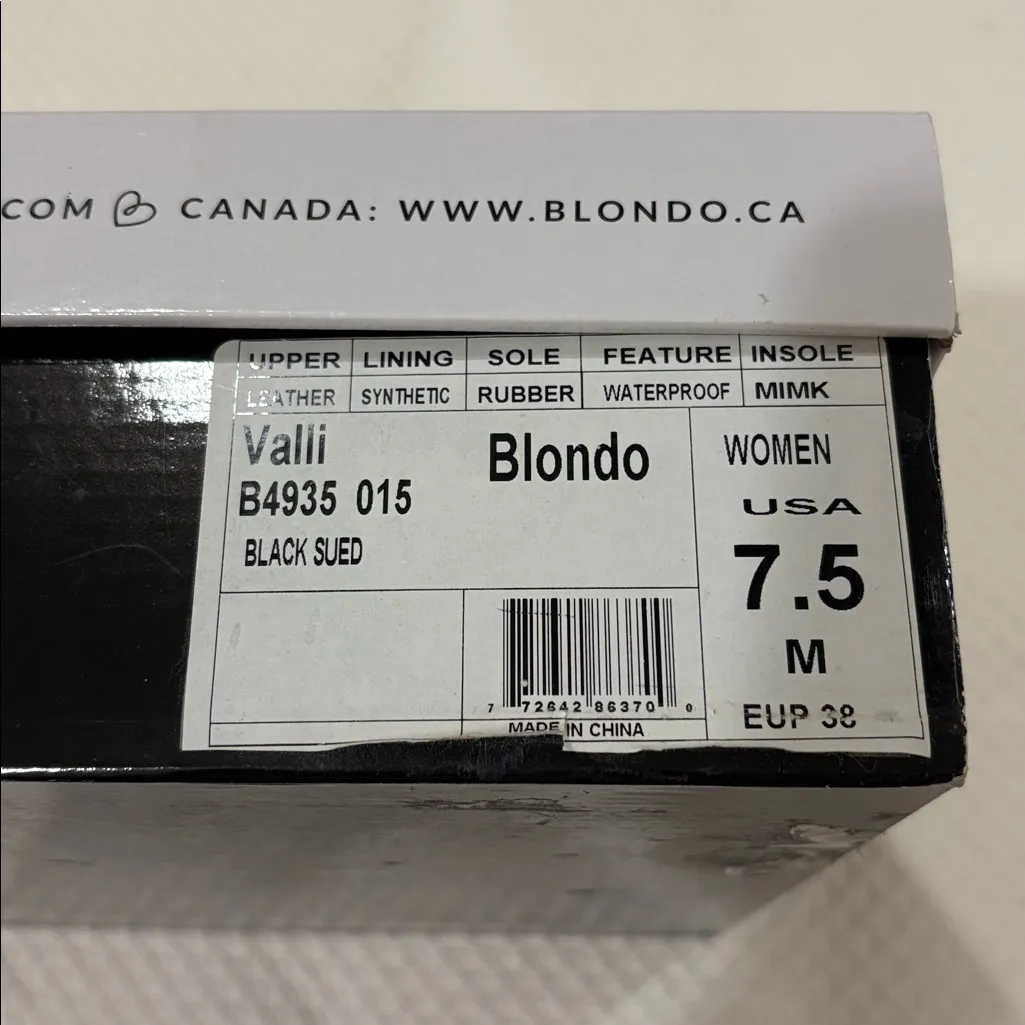 COM CANADA: WWW.BLONDO.CA
UPPER LINING SOLE FEATURE INSOLE
LEATHER SYNTHETIC RUBBER WATERPROOF MIMK
Valli Blondo WOMEN
B4935 015 USA
BLACK SUED 7.5
M
7 72642 86370 0 EUP 38
MADE IN CHINA